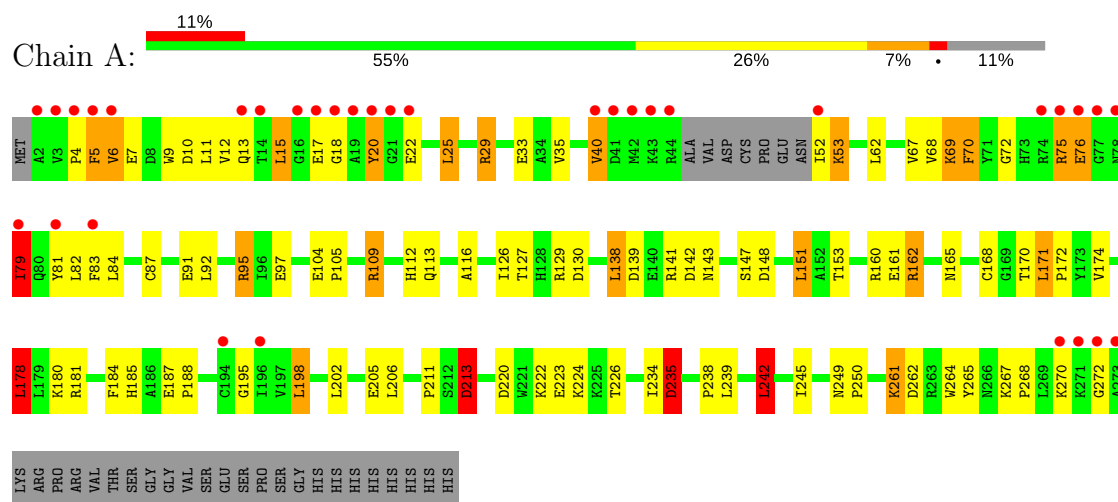 11%
Chain A:
55% 26% 7% • 11%
MET A2 V3 P4 F5 V6 E7 D8 W9 D10 L11 V12 Q13 T14 L15 G16 E17 G18 A19 Y20 G21 E22 L25 R29 E33 A34 V35 V40 D41 M42 K43 R44 ALA VAL ASP CYS PRO GLU ASN I52 K53 L62 V67 V68 K69 F70 Y71 G72 H73 R74 R75 E76 G77 N78
I79 Q80 Y81 L82 F83 L84 C87 E91 L92 R95 I96 E97 E104 P105 R109 H112 Q113 A116 I126 T127 H128 R129 D130 L138 D139 E140 R141 D142 N143 S147 D148 L151 A152 T153 R160 E161 R162 N165 C168 G169 T170 L171 P172 Y173 V174
L178 L179 K180 R181 F184 H185 A186 E187 P188 C194 G195 I196 V197 L198 L202 E205 L206 P211 S212 D213 D220 W221 K222 E223 K224 K225 T226 I234 D235 P238 L239 L242 I245 N249 P250 K261 D262 R263 W264 Y265 N266 K267 P268 L269 K270 K271 G272 A273
LYS ARG PRO ARG VAL THR SER GLY GLY VAL SER GLU SER PRO SER GLY HIS HIS HIS HIS HIS HIS HIS HIS